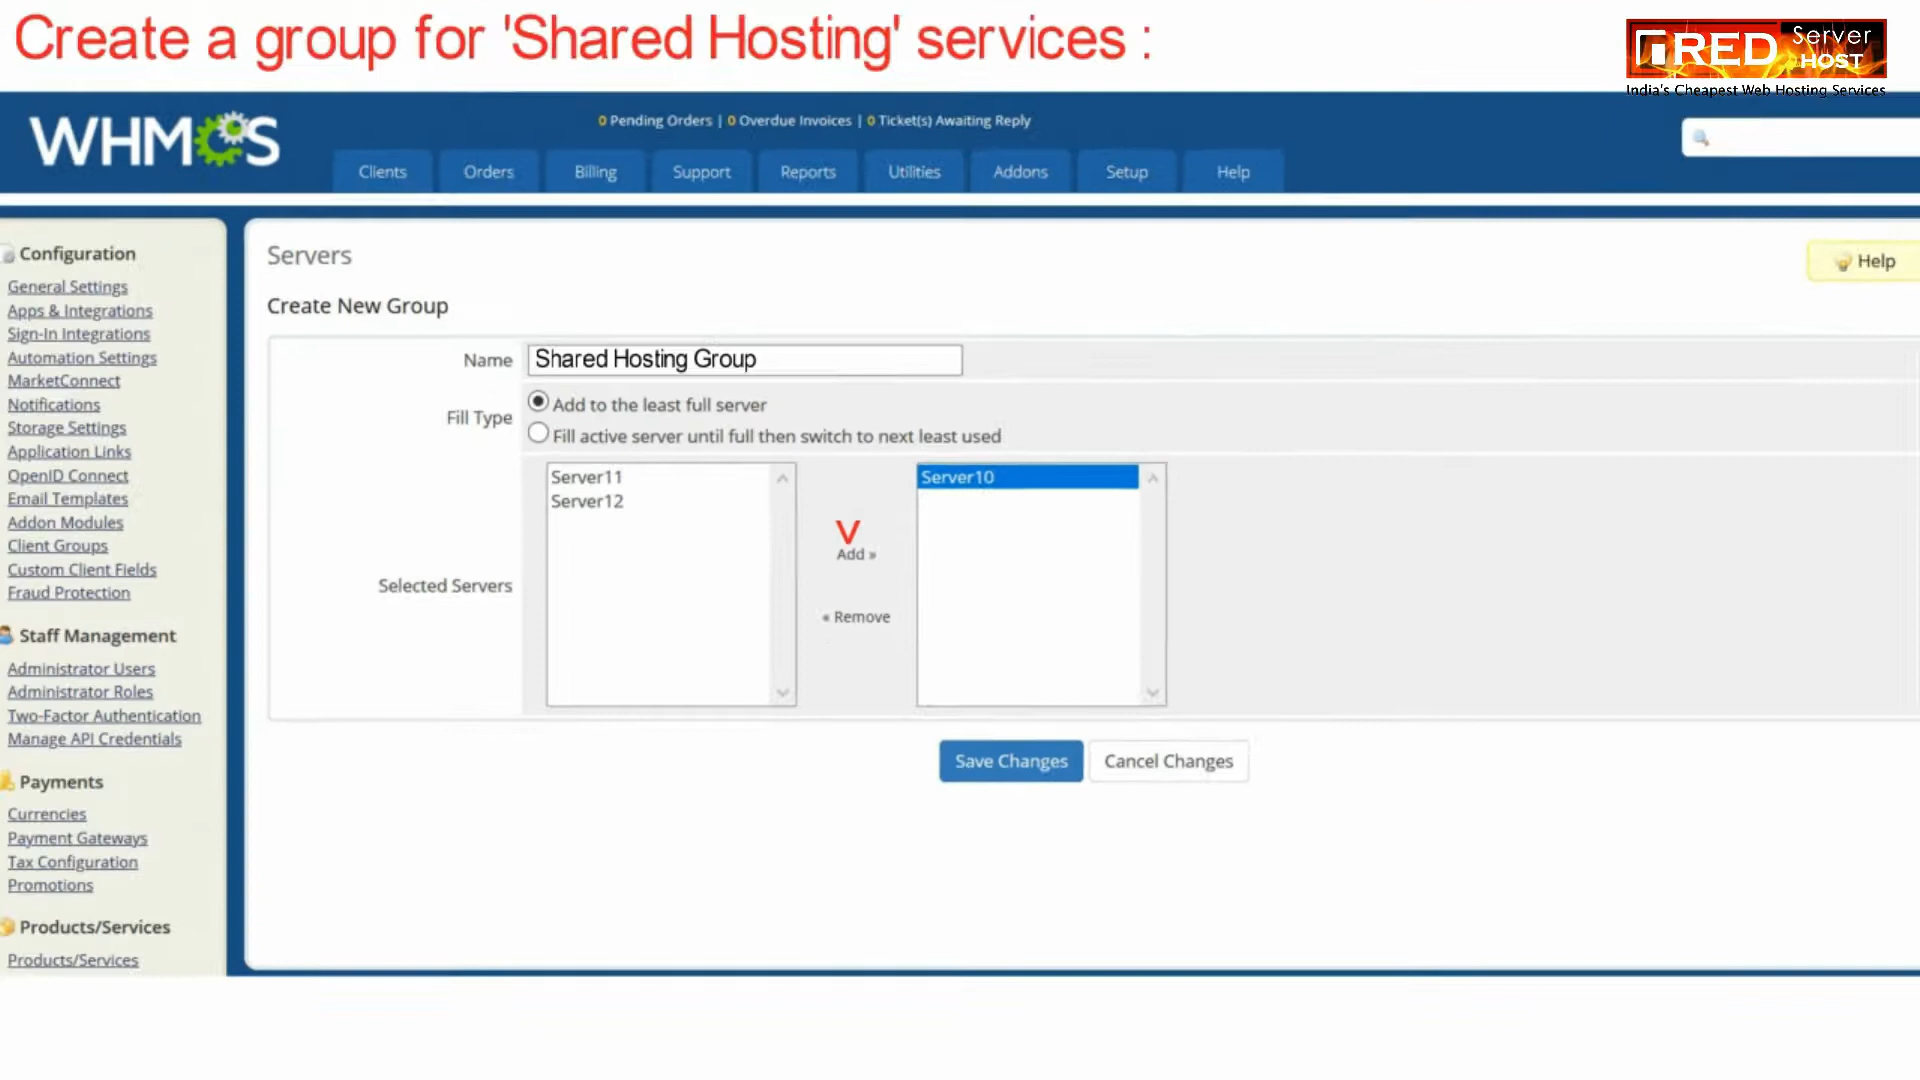 Create a group for 'Shared Hosting' services :
RED Server HOST
India's Cheapest Web Hosting Services
WHMCS
0 Pending Orders | 0 Overdue Invoices | 0 Ticket(s) Awaiting Reply
Clients Orders Billing Support Reports Utilities Addons Setup Help
Configuration
General Settings
Apps & Integrations
Sign-In Integrations
Automation Settings
MarketConnect
Notifications
Storage Settings
Application Links
OpenID Connect
Email Templates
Addon Modules
Client Groups
Custom Client Fields
Fraud Protection
Staff Management
Administrator Users
Administrator Roles
Two-Factor Authentication
Manage API Credentials
Payments
Currencies
Payment Gateways
Tax Configuration
Promotions
Products/Services
Products/Services
Servers
Help
Create New Group
Name Shared Hosting Group
Fill Type
Add to the least full server
Fill active server until full then switch to next least used
Selected Servers
Server11
Server12
V
Add »
« Remove
Server10
Save Changes Cancel Changes